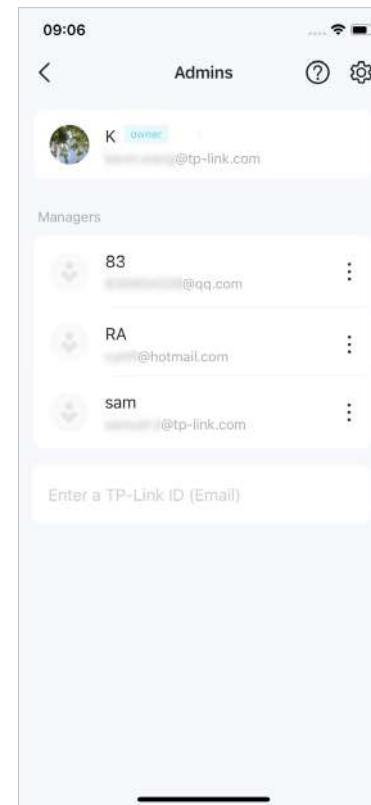 09:06
Admins
K owner
@tp-link.com
Managers
83
@qq.com
RA
@hotmail.com
sam
@tp-link.com
Enter a TP-Link ID (Email)